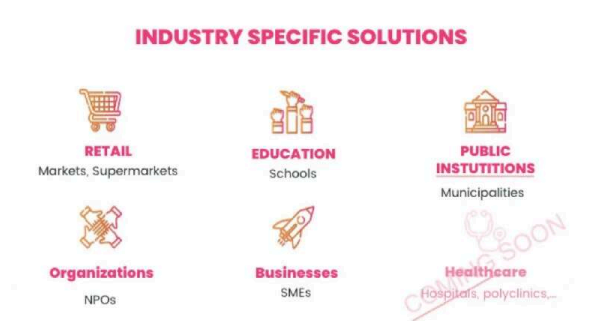 INDUSTRY SPECIFIC SOLUTIONS
RETAIL
Markets, Supermarkets
EDUCATION
Schools
PUBLIC
INSTUTITIONS
Municipalities
Organizations
NPOs
Businesses
SMEs
COMING SOON
Healthcare
Hospitals, polyclinics,...